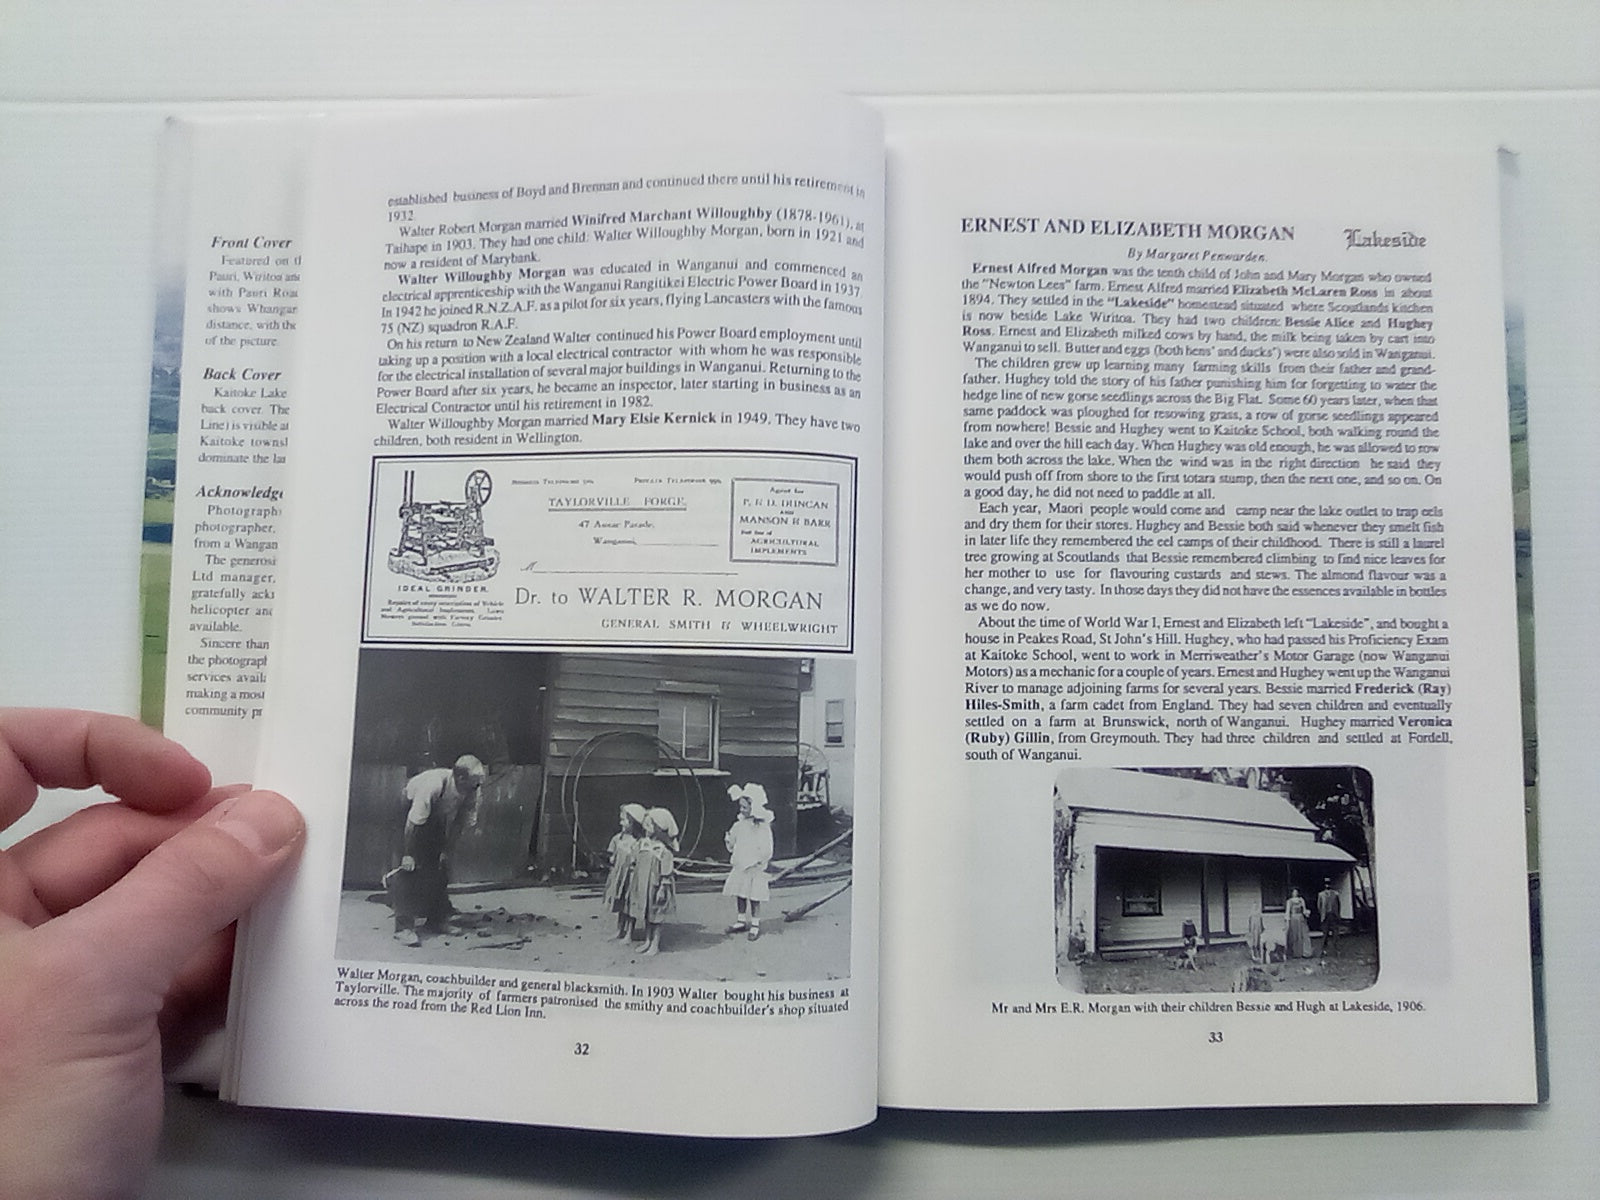 Front Cover
Featured on
Pauri, Wiritoa and
with Pauri Road
shows Whangar
distance, with the
of the picture.
Back Cover
Kaitoke Lake
back cover. The
Line) is visible at
Kaitoke townsl
dominate the lan
Acknowledge
Photograph
photographer,
from a Wangan
The generosi
Ltd manager,
gratefully ackn
helicopter and
available.
Sincere than
the photograpl
services avail
making a most
community pr
established business of Boyd and Brennan and continued there until his retirement in
1932.
Walter Robert Morgan married Winifred Marchant Willoughby (1878-1961), at
Taihape in 1903. They had one child: Walter Willoughby Morgan, born in 1921 and
now a resident of Marybank.
Walter Willoughby Morgan was educated in Wanganui and commenced an
electrical apprenticeship with the Wanganui Rangitikei Electric Power Board in 1937.
In 1942 he joined R.N.Z.A.F. as a pilot for six years, flying Lancasters with the famous
75 (NZ) squadron R.A.F.
On his return to New Zealand Walter continued his Power Board employment until
taking up a position with a local electrical contractor with whom he was responsible
for the electrical installation of several major buildings in Wanganui. Returning to the
Power Board after six years, he became an inspector, later starting in business as an
Electrical Contractor until his retirement in 1982.
Walter Willoughby Morgan married Mary Elsie Kernick in 1949. They have two
children, both resident in Wellington.
Business Telephone Private Telephone
TAYLORVILLE FORGE,
47 Anzac Parade,
Wanganui,
Agent for
P. & D. DUNCAN
AND
MANSON & BARR
AGRICULTURAL
IMPLEMENTS
M
IDEAL GRINDER.
Repairs of every description of Vehicle
and Agricultural Implements. Lawn
Mowers ground with Factory Grinder
Satisfaction Given.
Dr. to WALTER R. MORGAN
GENERAL SMITH & WHEELWRIGHT
Walter Morgan, coachbuilder and general blacksmith. In 1903 Walter bought his business at
Taylorville. The majority of farmers patronised the smithy and coachbuilder's shop situated
across the road from the Red Lion Inn.
32
ERNEST AND ELIZABETH MORGAN
Lakeside
By Margaret Penwarden.
Ernest Alfred Morgan was the tenth child of John and Mary Morgan who owned
the "Newton Lees" farm. Ernest Alfred married Elizabeth McLaren Ross in about
1894. They settled in the "Lakeside" homestead situated where Scoutlands kitchen
is now beside Lake Wiritoa. They had two children: Bessie Alice and Hughey
Ross. Ernest and Elizabeth milked cows by hand, the milk being taken by cart into
Wanganui to sell. Butter and eggs (both hens' and ducks') were also sold in Wanganui.
The children grew up learning many farming skills from their father and grand-
father. Hughey told the story of his father punishing him for forgetting to water the
hedge line of new gorse seedlings across the Big Flat. Some 60 years later, when that
same paddock was ploughed for resowing grass, a row of gorse seedlings appeared
from nowhere! Bessie and Hughey went to Kaitoke School, both walking round the
lake and over the hill each day. When Hughey was old enough, he was allowed to row
them both across the lake. When the wind was in the right direction he said they
would push off from shore to the first totara stump, then the next one, and so on. On
a good day, he did not need to paddle at all.
Each year, Maori people would come and camp near the lake outlet to trap eels
and dry them for their stores. Hughey and Bessie both said whenever they smelt fish
in later life they remembered the eel camps of their childhood. There is still a laurel
tree growing at Scoutlands that Bessie remembered climbing to find nice leaves for
her mother to use for flavouring custards and stews. The almond flavour was a
change, and very tasty. In those days they did not have the essences available in bottles
as we do now.
About the time of World War I, Ernest and Elizabeth left "Lakeside", and bought a
house in Peakes Road, St John's Hill. Hughey, who had passed his Proficiency Exam
at Kaitoke School, went to work in Merriweather's Motor Garage (now Wanganui
Motors) as a mechanic for a couple of years. Ernest and Hughey went up the Wanganui
River to manage adjoining farms for several years. Bessie married Frederick (Ray)
Hiles-Smith, a farm cadet from England. They had seven children and eventually
settled on a farm at Brunswick, north of Wanganui. Hughey married Veronica
(Ruby) Gillin, from Greymouth. They had three children and settled at Fordell,
south of Wanganui.
Mr and Mrs E.R. Morgan with their children Bessie and Hugh at Lakeside, 1906.
33